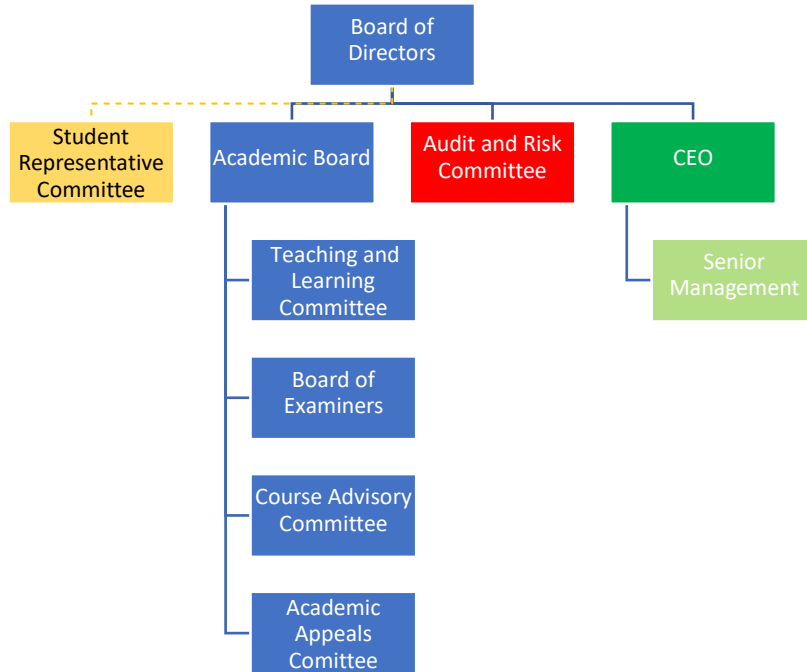 Board of
Directors
Student
Representative
Committee
Academic Board
Audit and Risk
Committee
CEO
Teaching and
Learning
Committee
Senior
Management
Board of
Examiners
Course Advisory
Committee
Academic
Appeals
Comittee